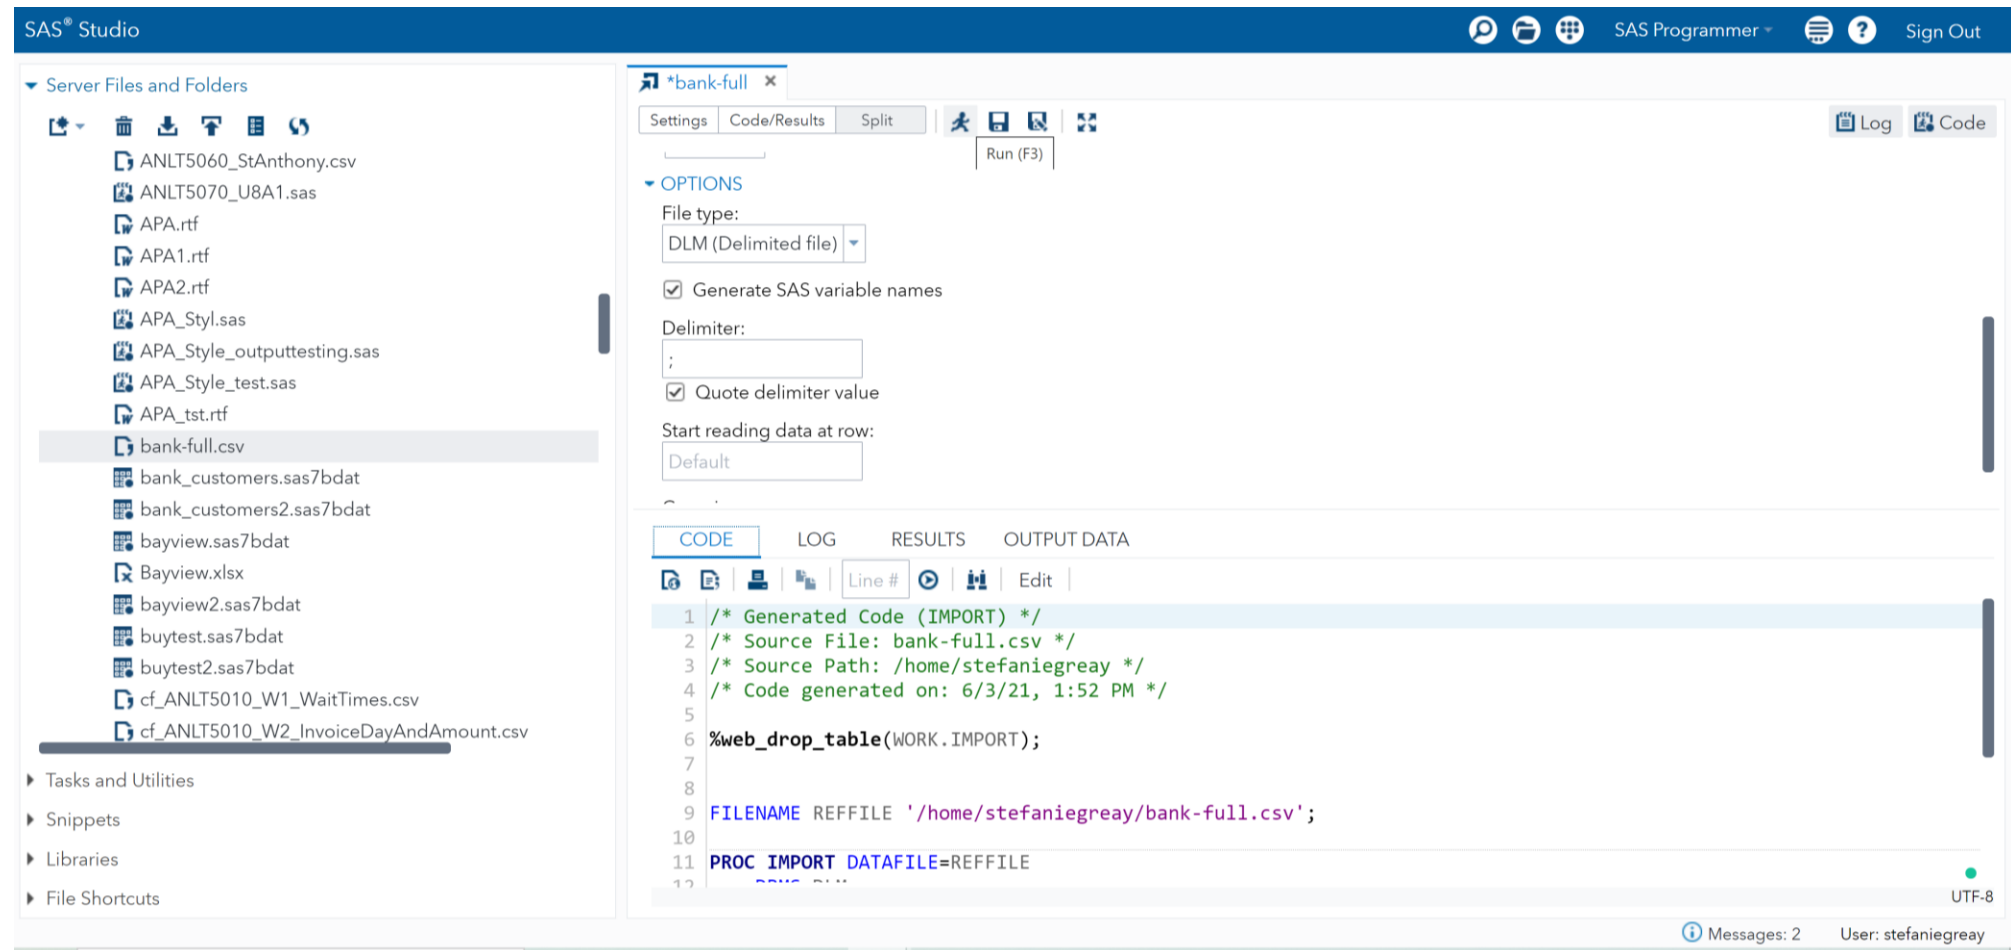 SAS® Studio
SAS Programmer
Sign Out
Server Files and Folders
ANLT5060_StAnthony.csv
ANLT5070_U8A1.sas
APA.rtf
APA1.rtf
APA2.rtf
APA_Styl.sas
APA_Style_outputtesting.sas
APA_Style_test.sas
APA_tst.rtf
bank-full.csv
bank_customers.sas7bdat
bank_customers2.sas7bdat
bayview.sas7bdat
Bayview.xlsx
bayview2.sas7bdat
buytest.sas7bdat
buytest2.sas7bdat
cf_ANLT5010_W1_WaitTimes.csv
cf_ANLT5010_W2_InvoiceDayAndAmount.csv
Tasks and Utilities
Snippets
Libraries
File Shortcuts
*bank-full
Settings Code/Results Split
Log Code
Run (F3)
OPTIONS
File type:
DLM (Delimited file)
Generate SAS variable names
Delimiter:
;
Quote delimiter value
Start reading data at row:
Default
CODE LOG RESULTS OUTPUT DATA
Line # Edit
1 /* Generated Code (IMPORT) */
2 /* Source File: bank-full.csv */
3 /* Source Path: /home/stefaniegreay */
4 /* Code generated on: 6/3/21, 1:52 PM */
5
6 %web_drop_table(WORK.IMPORT);
7
8
9 FILENAME REFFILE '/home/stefaniegreay/bank-full.csv';
10
11 PROC IMPORT DATAFILE=REFFILE
UTF-8
Messages: 2 User: stefaniegreay